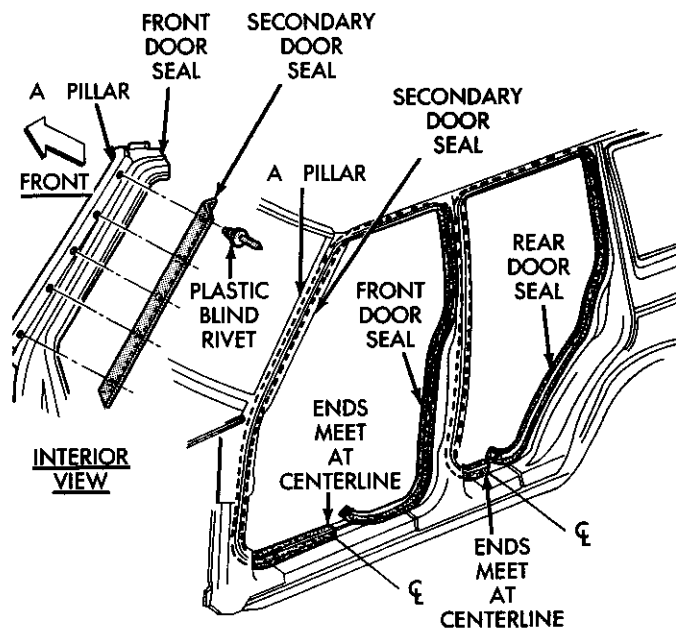 FRONT
DOOR
SEAL
SECONDARY
DOOR
SEAL
A PILLAR
FRONT
SECONDARY
DOOR
SEAL
A PILLAR
PLASTIC
BLIND
RIVET
FRONT
DOOR
SEAL
REAR
DOOR
SEAL
INTERIOR
VIEW
ENDS
MEET
AT
CENTERLINE
℄
℄
ENDS
MEET
AT
CENTERLINE